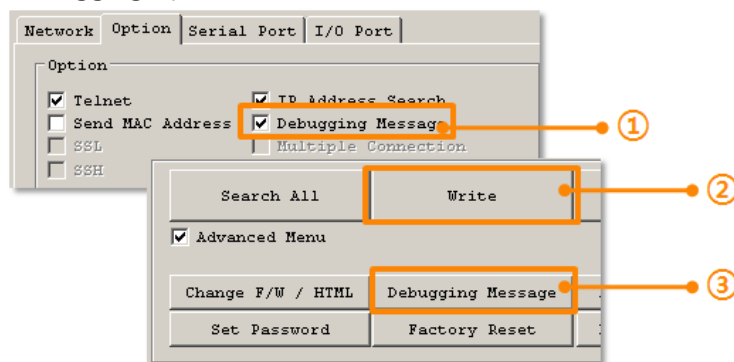 Network Option Serial Port I/O Port
Option
Telnet IP Address Search
Send MAC Address Debugging Message ①
SSL Multiple Connection
SSH
Search All Write ②
Advanced Menu
Change F/W / HTML Debugging Message ③
Set Password Factory Reset